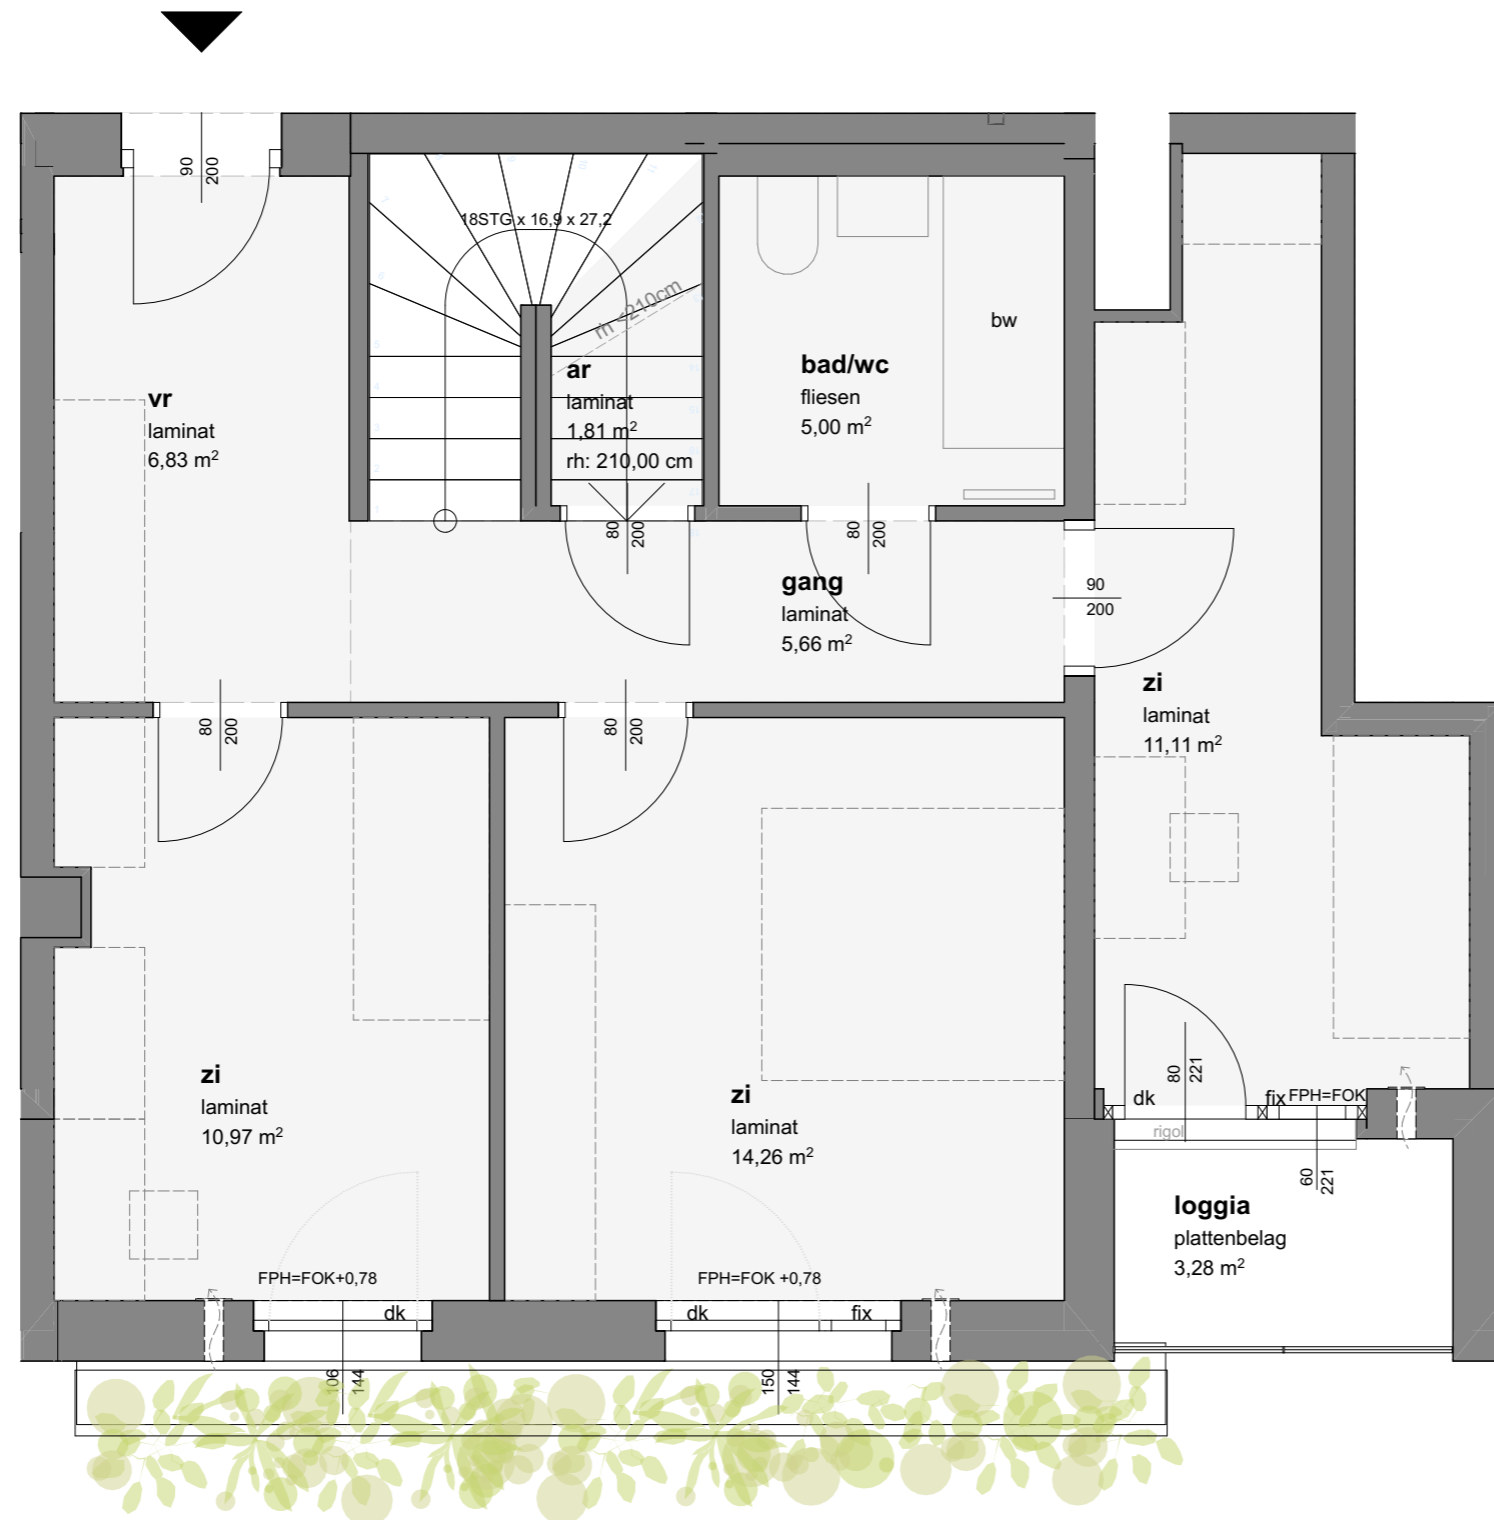 90
200
18STG x 16,9 x 27,2
rh <210cm
bw
ar
laminat
1,81 m²
rh: 210,00 cm
bad/wc
fliesen
5,00 m²
vr
laminat
6,83 m²
80
200
80
200
gang
laminat
5,66 m²
90
200
zi
laminat
11,11 m²
80
200
80
200
zi
laminat
10,97 m²
zi
laminat
14,26 m²
80
221
dk
fix
FPH=FOK
rigol
60
221
loggia
plattenbelag
3,28 m²
FPH=FOK+0,78
dk
FPH=FOK +0,78
dk
fix
106
144
150
144